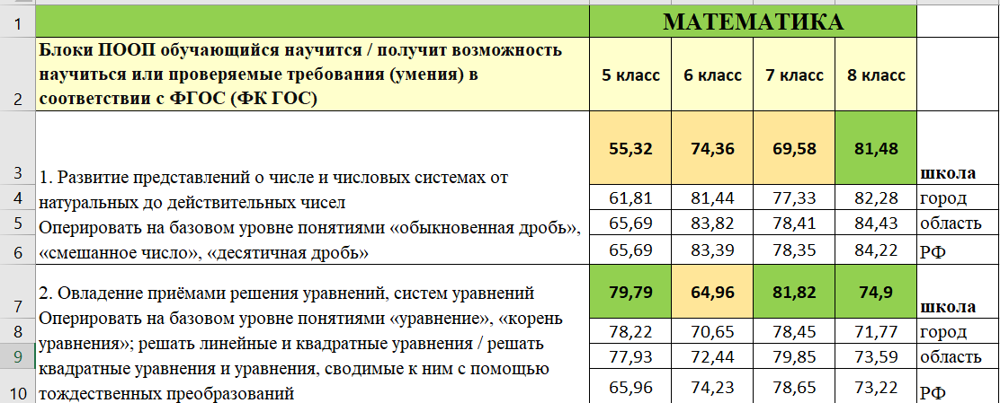 МАТЕМАТИКА
1
Блоки ПООП обучающийся научится / получит возможность
научиться или проверяемые требования (умения) в
соответствии с ФГОС (ФК ГОС)
5 класс 6 класс 7 класс 8 класс
2
55,32 74,36 69,58 81,48
3 школа
1. Развитие представлений о числе и числовых системах от
натуральных до действительных чисел
Оперировать на базовом уровне понятиями «обыкновенная дробь»,
«смешанное число», «десятичная дробь»
4 61,81 81,44 77,33 82,28 город
5 65,69 83,82 78,41 84,43 область
6 65,69 83,39 78,35 84,22 РФ
7 79,79 64,96 81,82 74,9 школа
2. Овладение приёмами решения уравнений, систем уравнений
Оперировать на базовом уровне понятиями «уравнение», «корень
уравнения»; решать линейные и квадратные уравнения / решать
квадратные уравнения и уравнения, сводимые к ним с помощью
тождественных преобразований
8 78,22 70,65 78,45 71,77 город
9 77,93 72,44 79,85 73,59 область
10 65,96 74,23 78,65 73,22 РФ